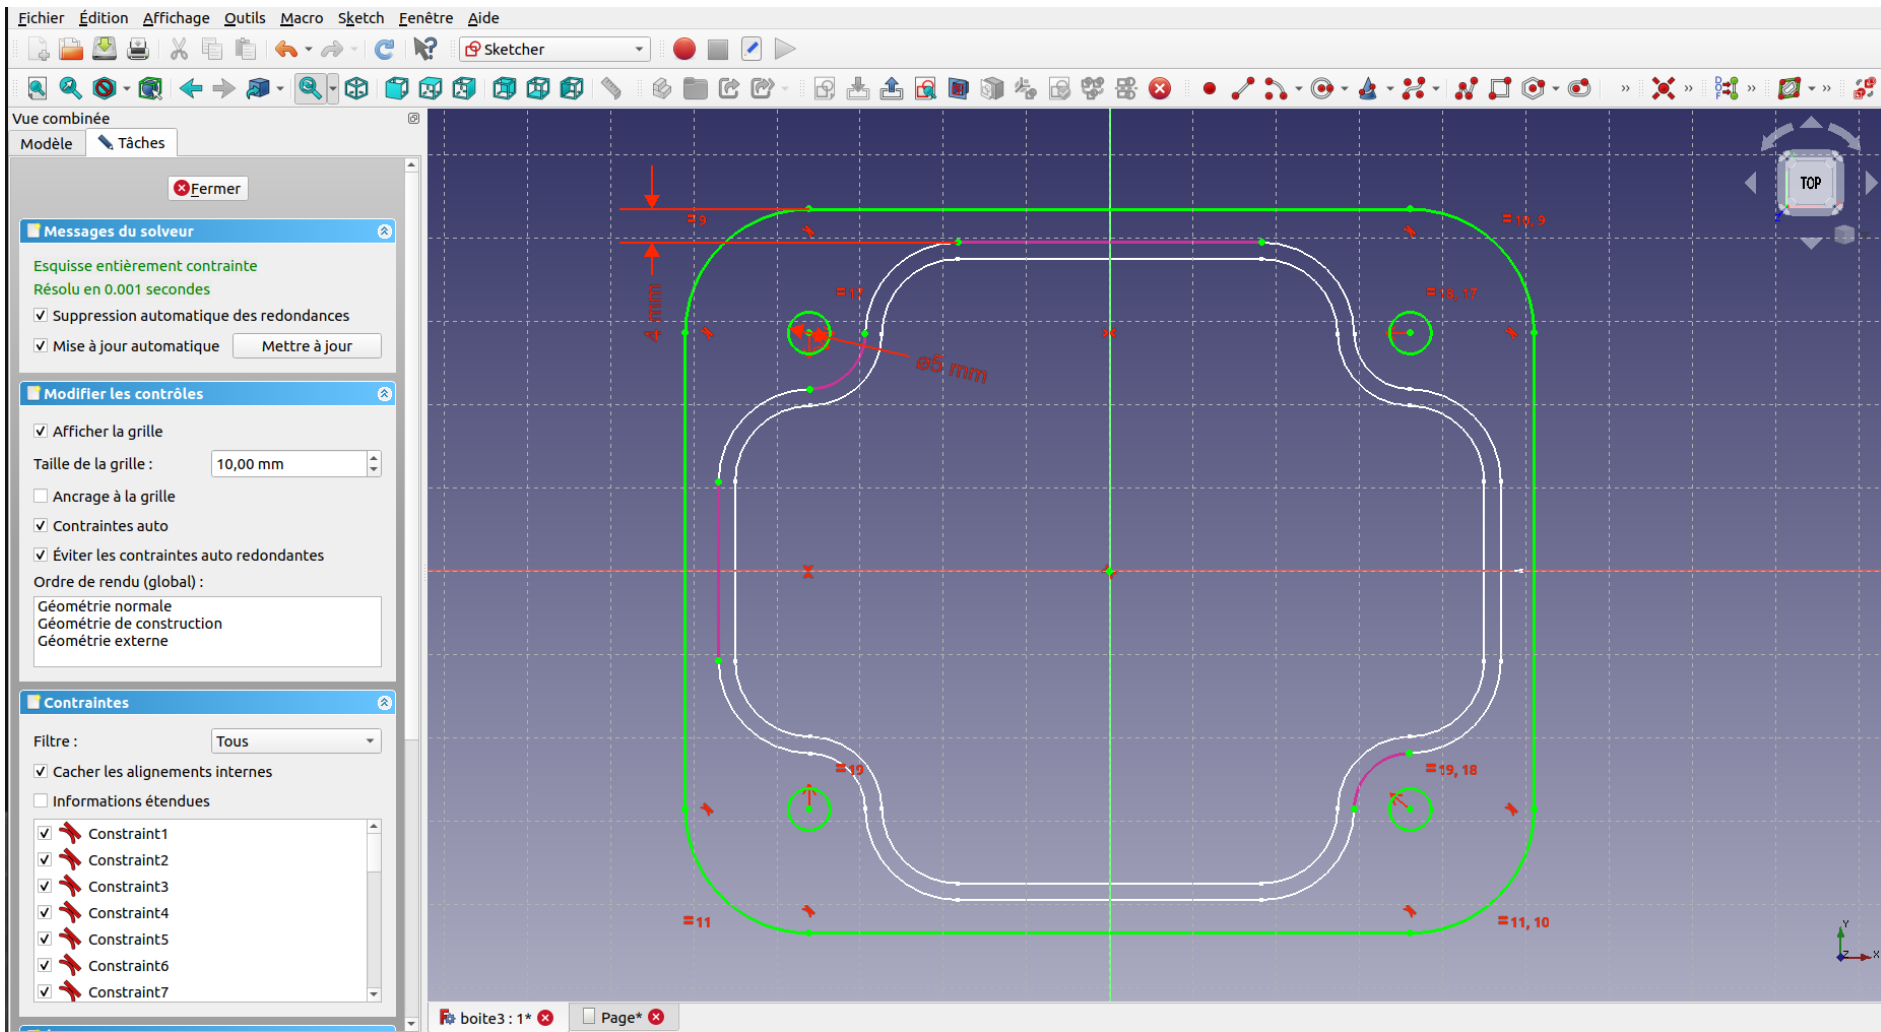 Fichier Édition Affichage Outils Macro Sketch Fenêtre Aide
Sketcher
Vue combinée
Modèle Tâches
Fermer
Messages du solveur
Esquisse entièrement contrainte
Résolu en 0.001 secondes
Suppression automatique des redondances
Mise à jour automatique Mettre à jour
Modifier les contrôles
Afficher la grille
Taille de la grille : 10,00 mm
Ancrage à la grille
Contraintes auto
Éviter les contraintes auto redondantes
Ordre de rendu (global) :
Géométrie normale
Géométrie de construction
Géométrie externe
Contraintes
Filtre : Tous
Cacher les alignements internes
Informations étendues
Constraint1
Constraint2
Constraint3
Constraint4
Constraint5
Constraint6
Constraint7
TOP
Z
=9
=10, 9
=17
=18, 17
4 mm
⌀5 mm
=19
=19, 18
=11
=11, 10
Y
Z X
boite3 : 1* Page*